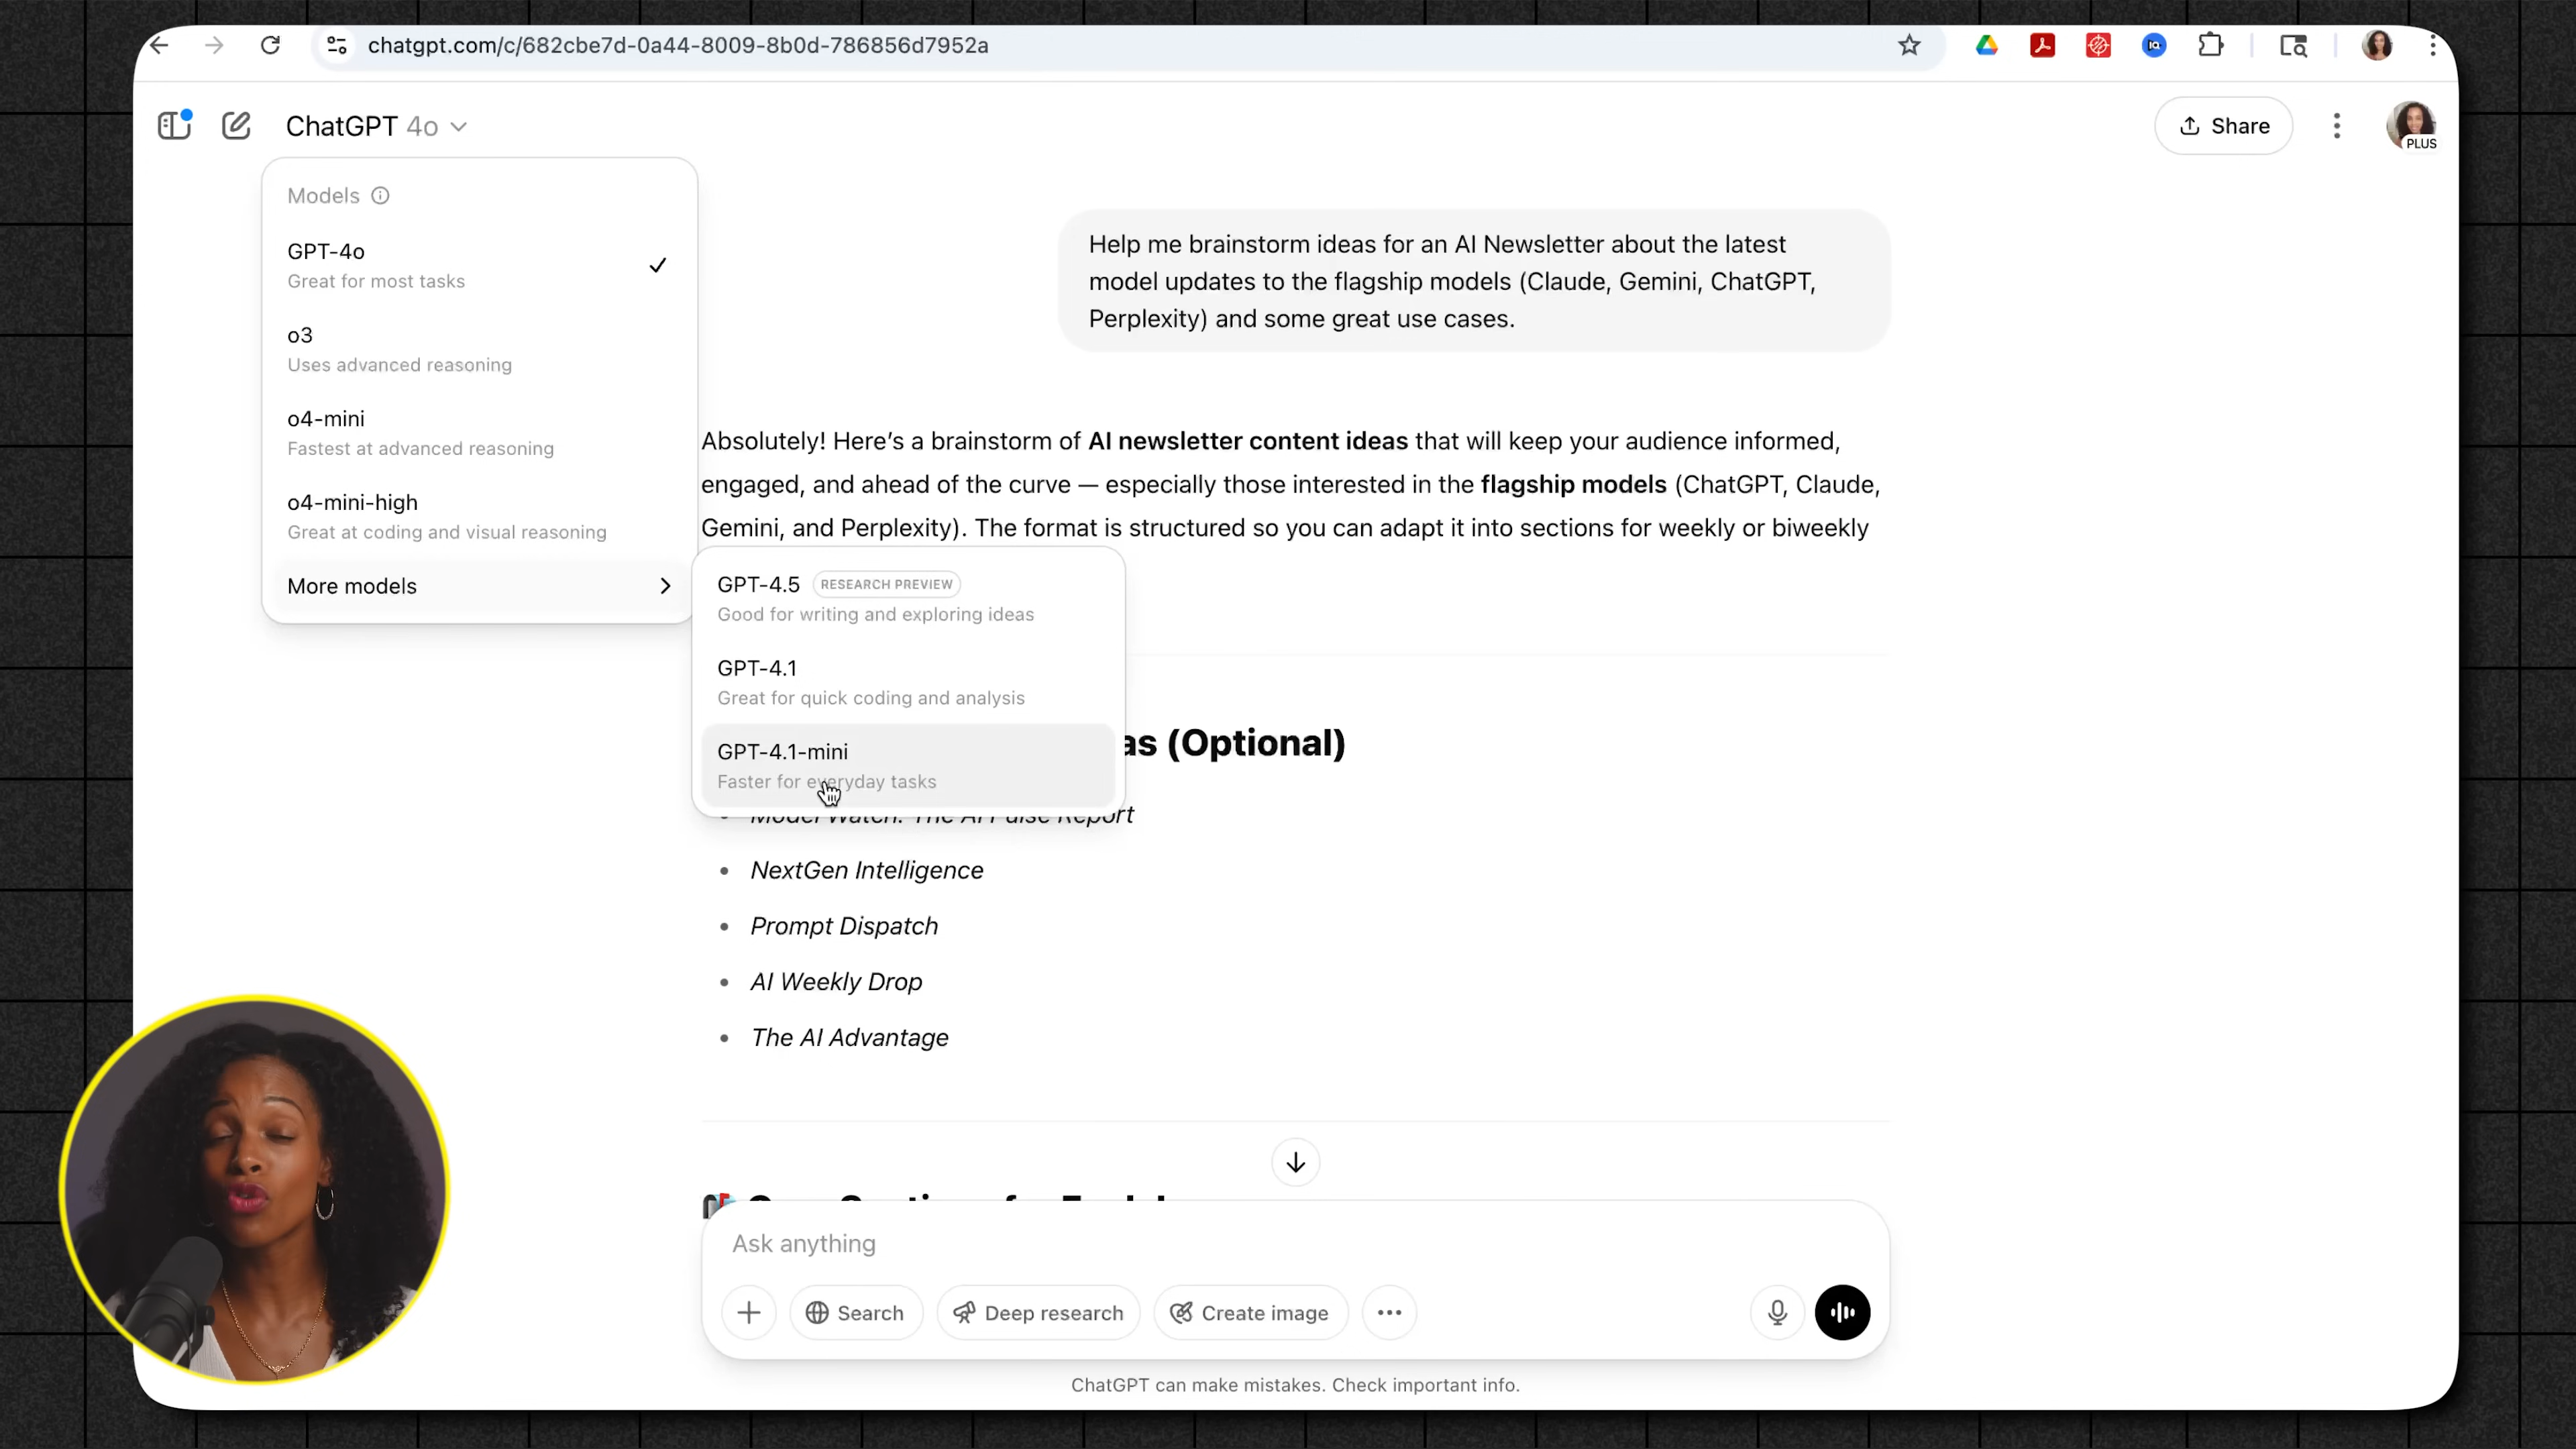 chatgpt.com/c/682cbe7d-0a44-8009-8b0d-786856d7952a
ChatGPT 4o
Share
PLUS
Models
GPT-4o
Great for most tasks
o3
Uses advanced reasoning
o4-mini
Fastest at advanced reasoning
o4-mini-high
Great at coding and visual reasoning
More models
GPT-4.5 RESEARCH PREVIEW
Good for writing and exploring ideas
GPT-4.1
Great for quick coding and analysis
GPT-4.1-mini
Faster for everyday tasks
Help me brainstorm ideas for an AI Newsletter about the latest
model updates to the flagship models (Claude, Gemini, ChatGPT,
Perplexity) and some great use cases.
Absolutely! Here’s a brainstorm of AI newsletter content ideas that will keep your audience informed,
engaged, and ahead of the curve — especially those interested in the flagship models (ChatGPT, Claude,
Gemini, and Perplexity). The format is structured so you can adapt it into sections for weekly or biweekly
as (Optional)
Model Watch: The AI Pulse Report
NextGen Intelligence
Prompt Dispatch
AI Weekly Drop
The AI Advantage
Ask anything
Search
Deep research
Create image
ChatGPT can make mistakes. Check important info.